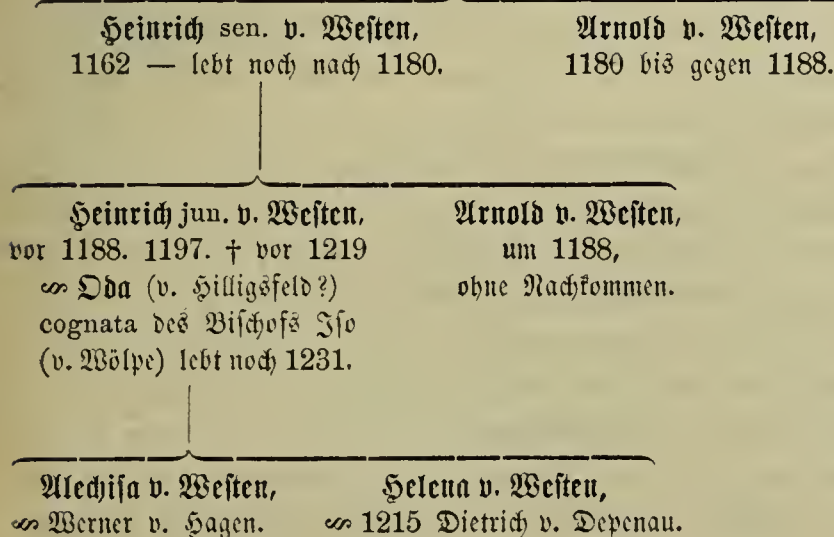 Heinrich sen. v. Westen,
1162 — lebt noch nach 1180.
Arnold v. Westen,
1180 bis gegen 1188.
Heinrich jun. v. Westen,
vor 1188. 1197. † vor 1219
∞ Oda (v. Hilligsfeld?)
cognata des Bischofs Iso
(v. Wölpe) lebt noch 1231.
Arnold v. Westen,
um 1188,
ohne Nachkommen.
Alechisa v. Westen,
∞ Werner v. Hagen.
Helena v. Westen,
∞ 1215 Dietrich v. Depenau.